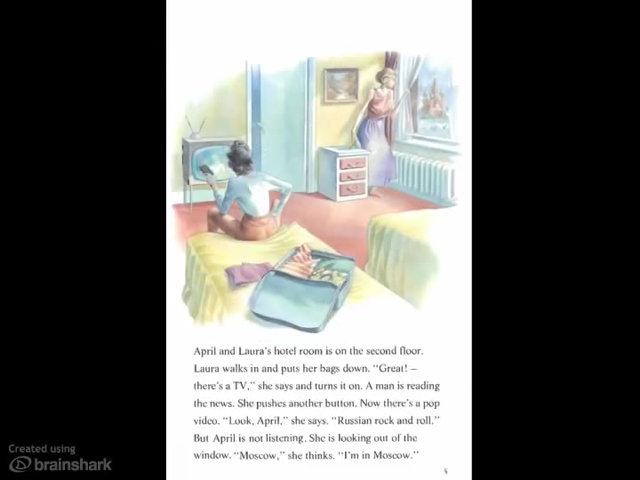 April and Laura's hotel room is on the second floor.
Laura walks in and puts her bags down. "Great! –
there's a TV," she says and turns it on. A man is reading
the news. She pushes another button. Now there's a pop
video. "Look, April," she says. "Russian rock and roll."
But April is not listening. She is looking out of the
window. "Moscow," she thinks. "I'm in Moscow."
5
Created using
brainshark